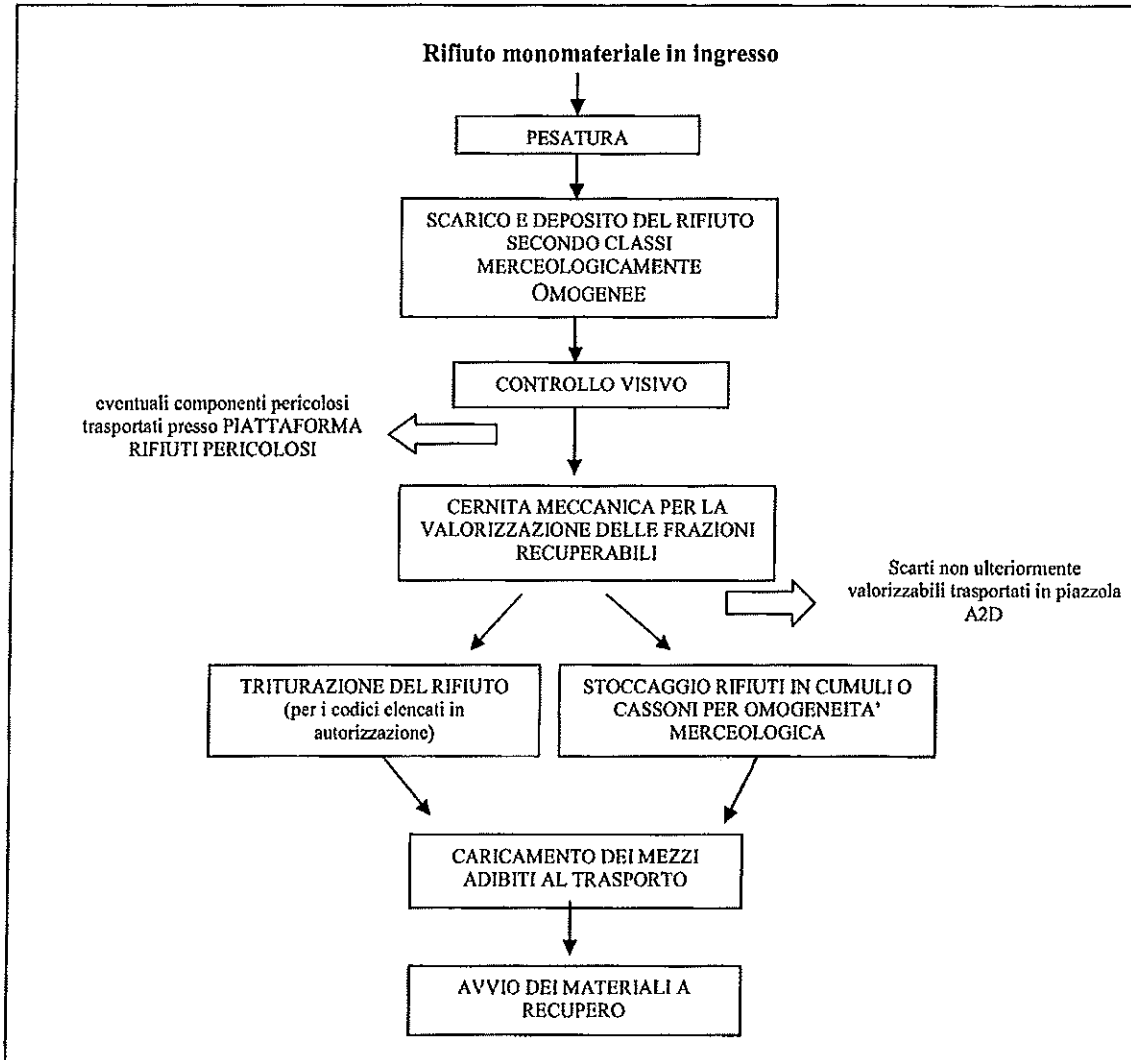 Rifiuto monomateriale in ingresso
PESATURA
SCARICO E DEPOSITO DEL RIFIUTO
SECONDO CLASSI
MERCEOLOGICAMENTE
OMOGENEE
CONTROLLO VISIVO
eventuali componenti pericolosi
trasportati presso PIATTAFORMA
RIFIUTI PERICOLOSI
CERNITA MECCANICA PER LA
VALORIZZAZIONE DELLE FRAZIONI
RECUPERABILI
Scarti non ulteriormente
valorizzabili trasportati in piazzola
A2D
TRITURAZIONE DEL RIFIUTO
(per i codici elencati in
autorizzazione)
STOCCAGGIO RIFIUTI IN CUMULI O
CASSONI PER OMOGENEITA'
MERCEOLOGICA
CARICAMENTO DEI MEZZI
ADIBITI AL TRASPORTO
AVVIO DEI MATERIALI A
RECUPERO